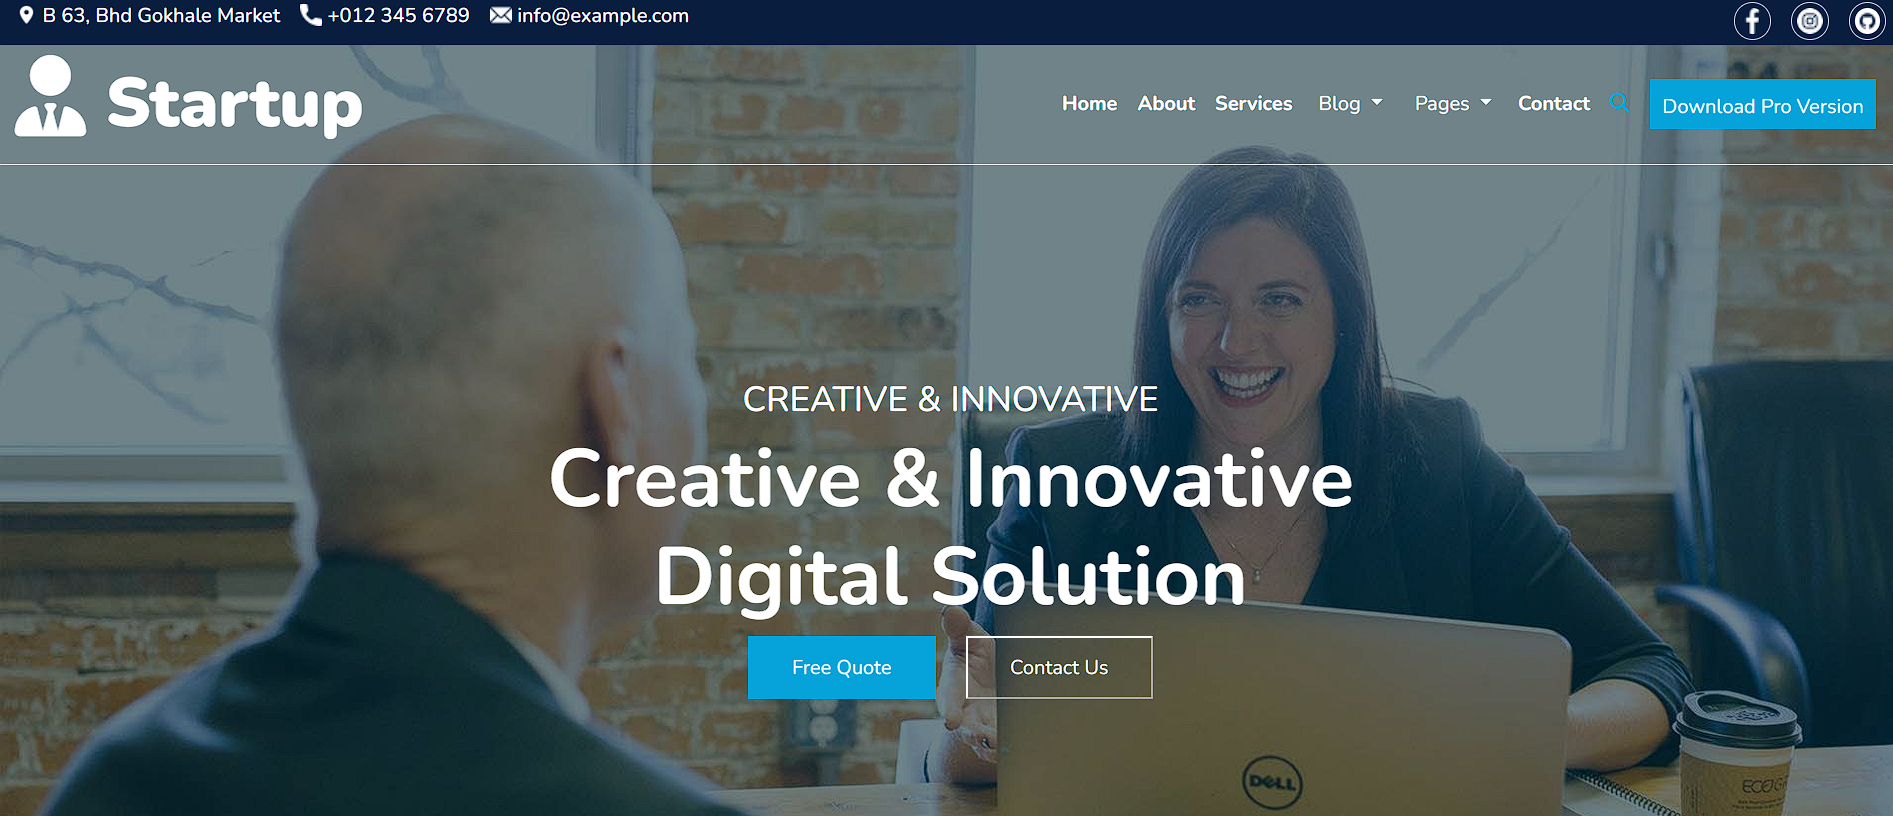 B 63, Bhd Gokhale Market +012 345 6789 info@example.com
Startup
Home About Services Blog Pages Contact Download Pro Version
CREATIVE & INNOVATIVE
Creative & Innovative
Digital Solution
Free Quote Contact Us
DELL